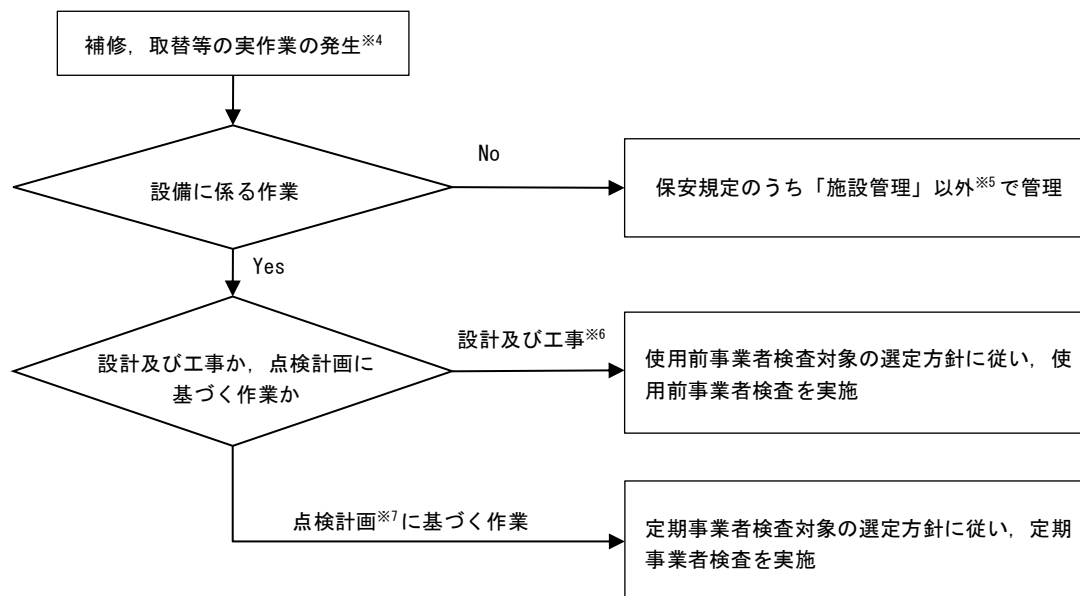 補修，取替等の実作業の発生※4
設備に係る作業
No
保安規定のうち「施設管理」以外※5で管理
Yes
設計及び工事か，点検計画に
基づく作業か
設計及び工事※6
使用前事業者検査対象の選定方針に従い，使
用前事業者検査を実施
点検計画※7に基づく作業
定期事業者検査対象の選定方針に従い，定期
事業者検査を実施